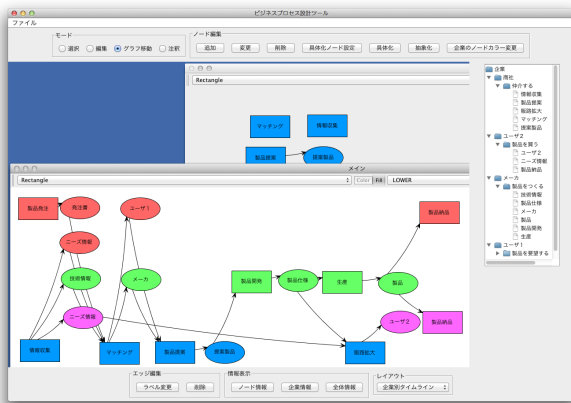 ビジネスプロセス設計ツール
ファイル
モード
選択 編集 グラフ移動 注釈
ノード編集
追加 変更 削除 具体化ノード設定 具体化 抽象化 企業のノードカラー変更
Rectangle
マッチング 情報収集
製品提案 提案製品
企業
商社
仲介する
情報収集
製品提案
販路拡大
マッチング
提案製品
ユーザ2
製品を買う
ユーザ2
ニーズ情報
製品納品
メーカ
製品をつくる
技術情報
製品仕様
メーカ
製品
製品開発
生産
ユーザ1
製品を要望する
メイン
Rectangle Color Fill LOWER
製品発注 発注書 ユーザ1 製品納品
ニーズ情報
技術情報 メーカ 製品開発 製品仕様 生産 製品
ニーズ情報 ユーザ2 製品納品
情報収集 マッチング 製品提案 提案製品 販路拡大
エッジ編集
ラベル変更 削除
情報表示
ノード情報 企業情報 全体情報
レイアウト
企業別タイムライン